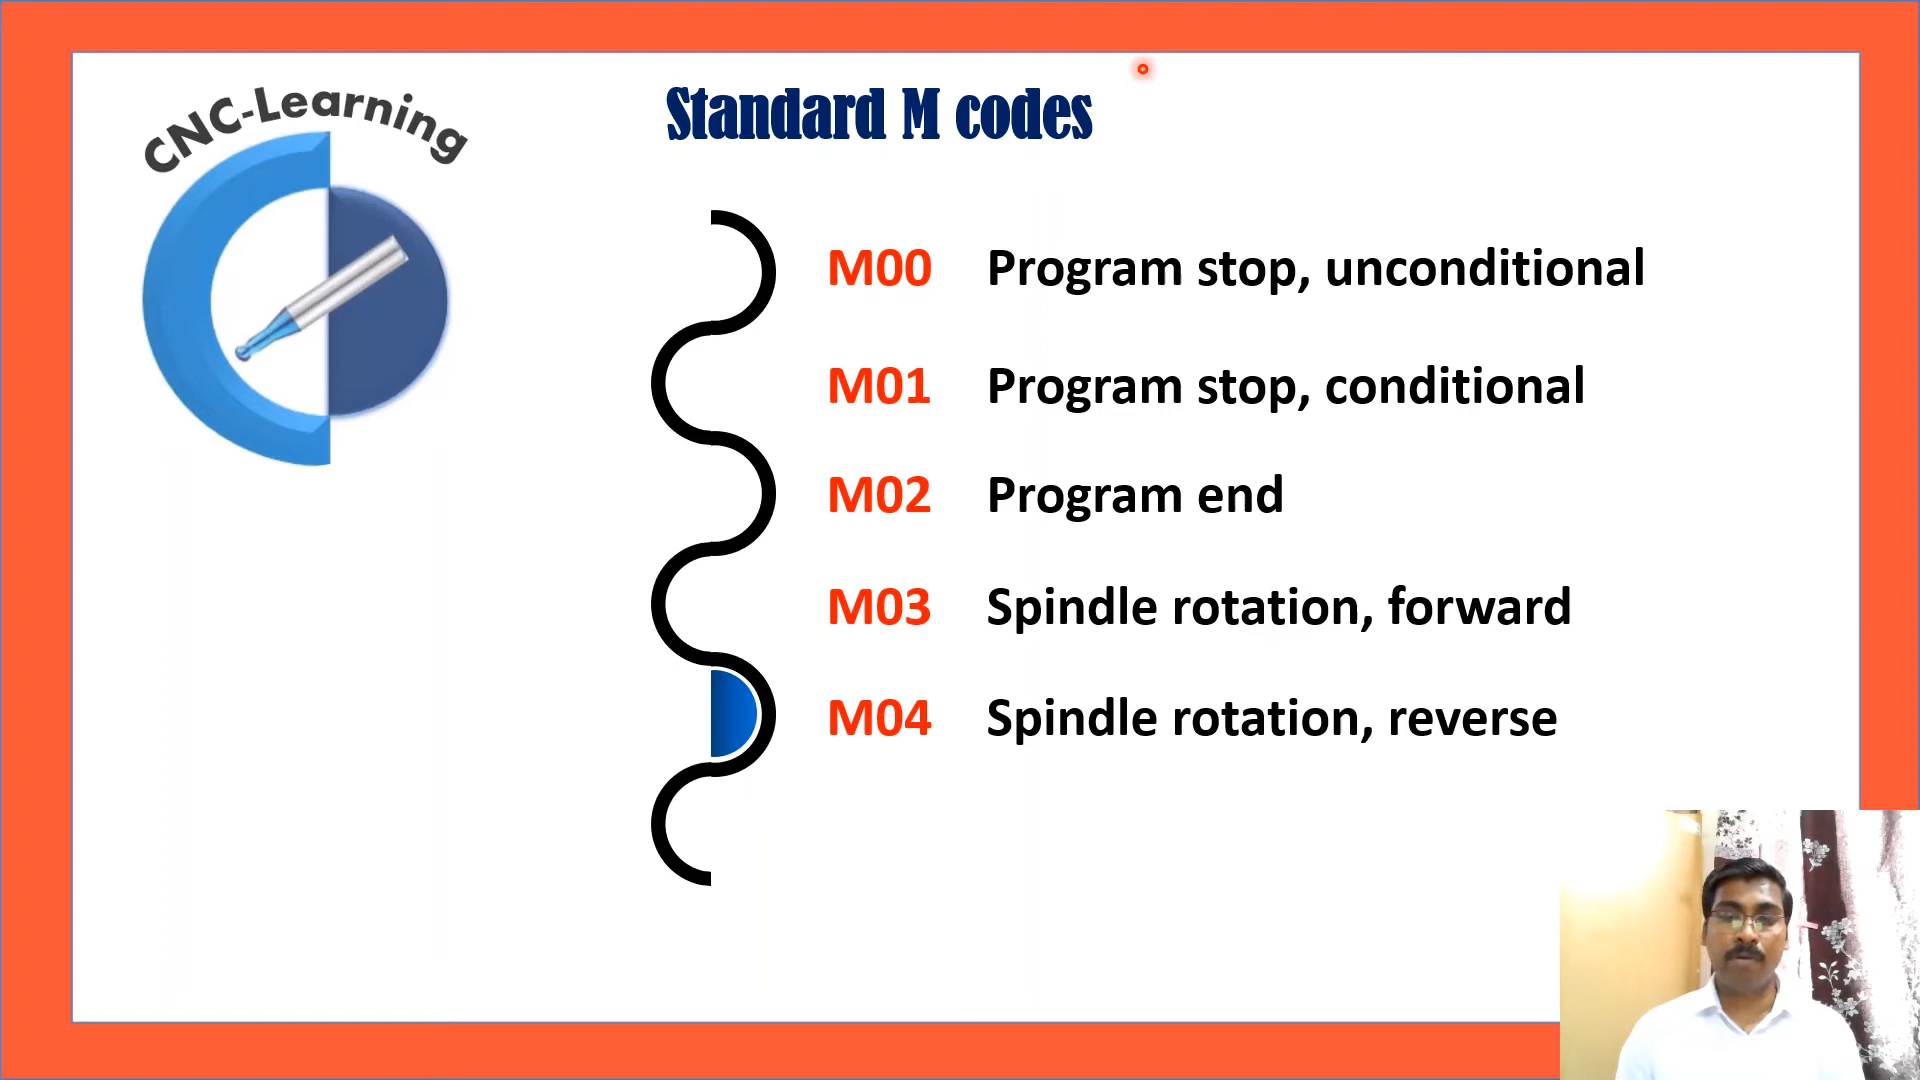 CNC-Learning
Standard M codes
M00 Program stop, unconditional
M01 Program stop, conditional
M02 Program end
M03 Spindle rotation, forward
M04 Spindle rotation, reverse